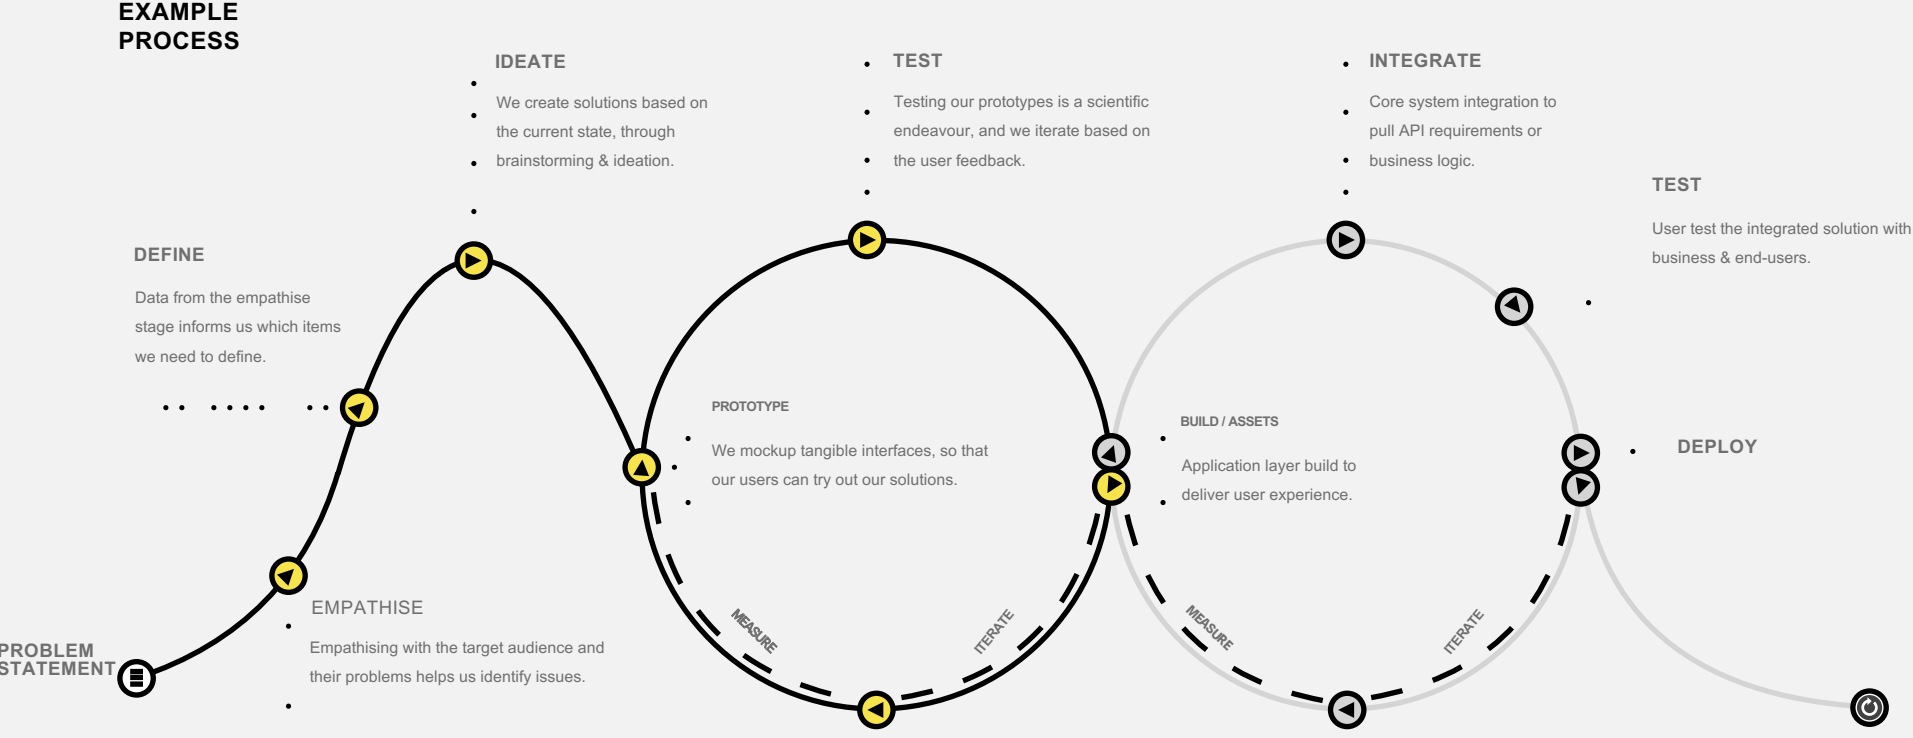 EXAMPLE
PROCESS
IDEATE
We create solutions based on
the current state, through
brainstorming & ideation.
TEST
Testing our prototypes is a scientific
endeavour, and we iterate based on
the user feedback.
INTEGRATE
Core system integration to
pull API requirements or
business logic.
TEST
User test the integrated solution with
business & end-users.
DEFINE
Data from the empathise
stage informs us which items
we need to define.
PROTOTYPE
We mockup tangible interfaces, so that
our users can try out our solutions.
BUILD / ASSETS
Application layer build to
deliver user experience.
DEPLOY
EMPATHISE
Empathising with the target audience and
their problems helps us identify issues.
PROBLEM
STATEMENT
MEASURE
ITERATE
MEASURE
ITERATE